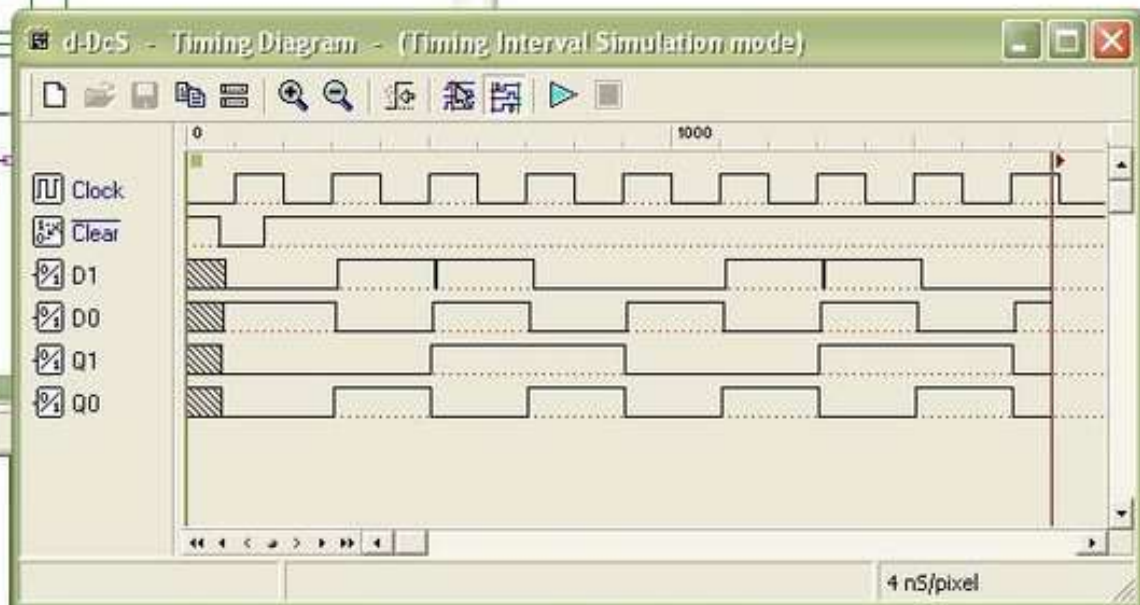 d-DcS - Timing Diagram - (Timing Interval Simulation mode)
0 1000
Clock
Clear
D1
D0
Q1
Q0
4 nS/pixel